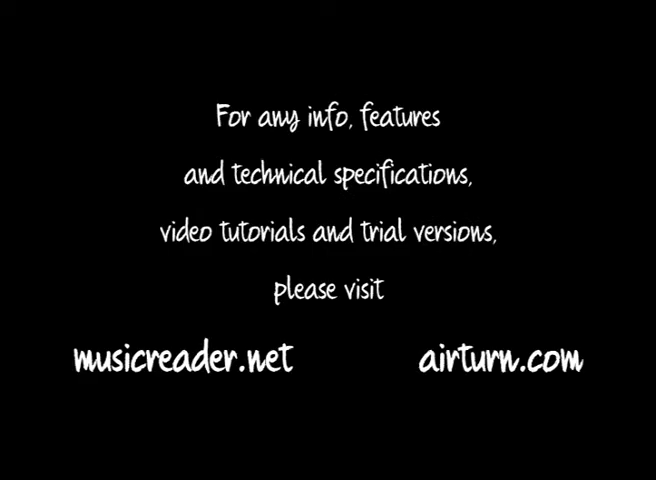 For any info, features
and technical specifications,
video tutorials and trial versions,
please visit
musicreader.net airturn.com